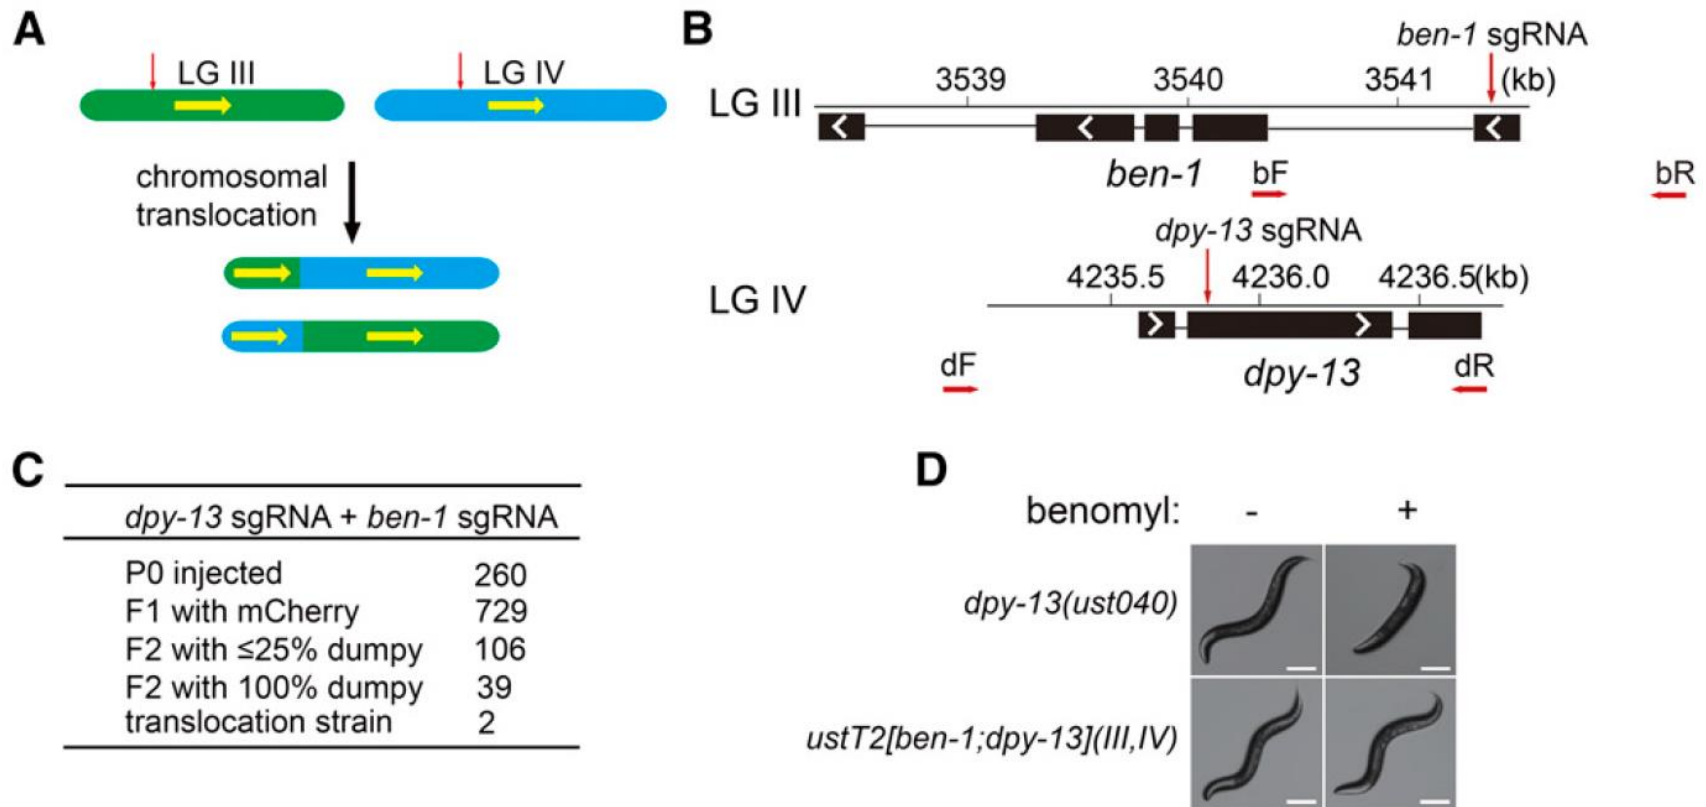 A
LG III
LG IV
chromosomal
translocation
B
ben-1 sgRNA
3539 3540 3541 (kb)
LG III
ben-1
bF
bR
dpy-13 sgRNA
4235.5 4236.0 4236.5(kb)
LG IV
dF
dpy-13
dR
C
dpy-13 sgRNA + ben-1 sgRNA
P0 injected 260
F1 with mCherry 729
F2 with ≤25% dumpy 106
F2 with 100% dumpy 39
translocation strain 2
D
benomyl: - +
dpy-13(ust040)
ustT2[ben-1;dpy-13](III,IV)